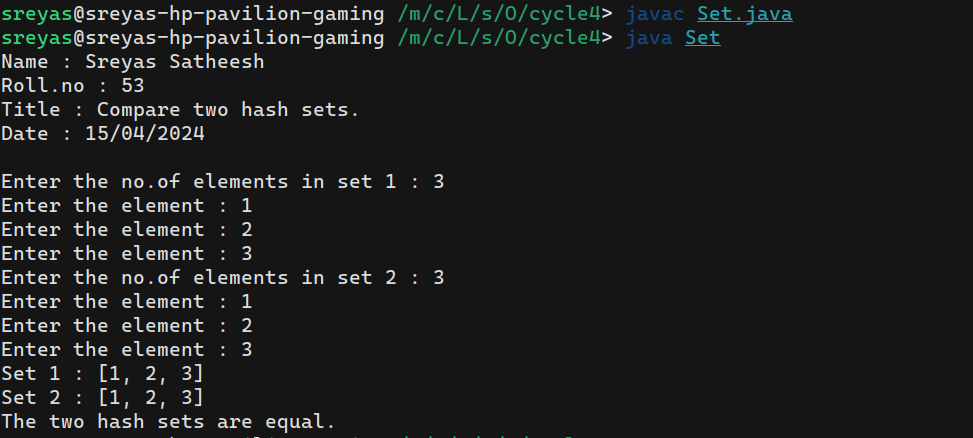 sreyas@sreyas-hp-pavilion-gaming /m/c/L/s/O/cycle4> javac Set.java
sreyas@sreyas-hp-pavilion-gaming /m/c/L/s/O/cycle4> java Set
Name : Sreyas Satheesh
Roll.no : 53
Title : Compare two hash sets.
Date : 15/04/2024
Enter the no.of elements in set 1 : 3
Enter the element : 1
Enter the element : 2
Enter the element : 3
Enter the no.of elements in set 2 : 3
Enter the element : 1
Enter the element : 2
Enter the element : 3
Set 1 : [1, 2, 3]
Set 2 : [1, 2, 3]
The two hash sets are equal.